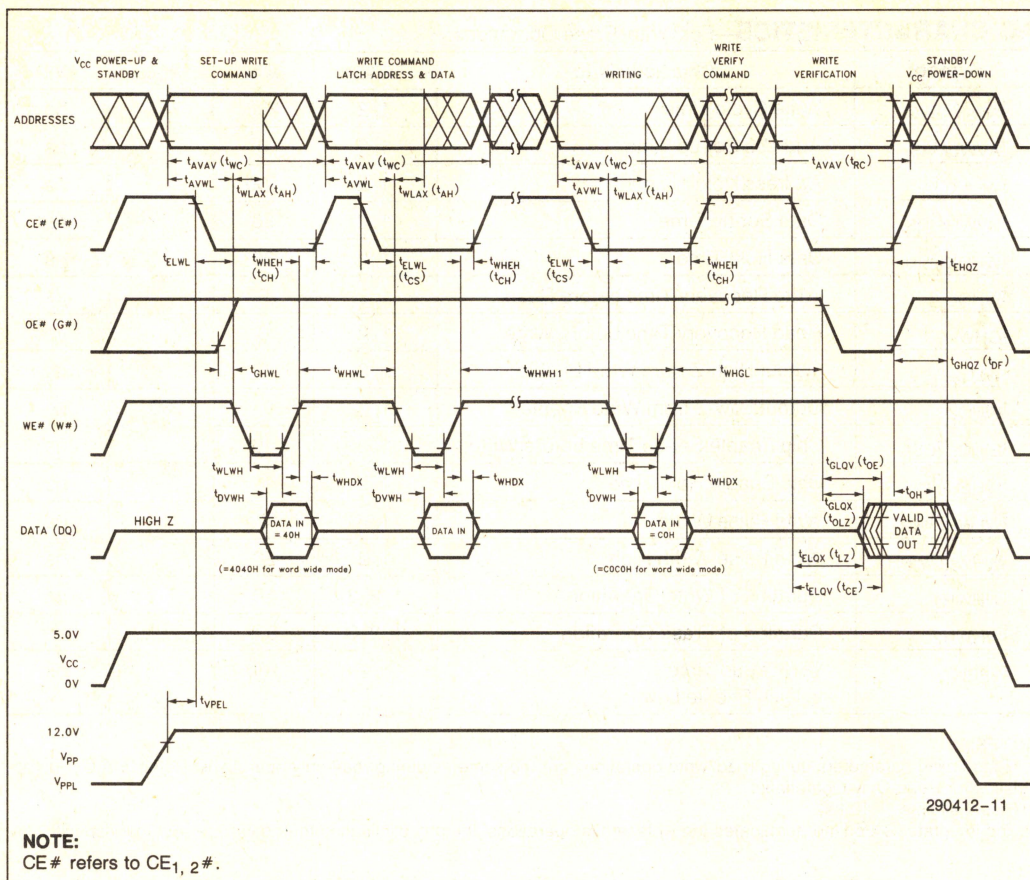 V_CC POWER-UP & STANDBY
SET-UP WRITE COMMAND
WRITE COMMAND LATCH ADDRESS & DATA
WRITING
WRITE VERIFY COMMAND
WRITE VERIFICATION
STANDBY/ V_CC POWER-DOWN
ADDRESSES
t_AVAV (t_WC)
t_AVAV (t_WC)
t_AVAV (t_WC)
t_AVAV (t_RC)
t_AVWL
t_WLAX (t_AH)
t_AVWL
t_WLAX (t_AH)
t_AVWL
t_WLAX (t_AH)
CE# (E#)
t_ELWL
t_WHEH (t_CH)
t_ELWL (t_CS)
t_WHEH (t_CH)
t_ELWL (t_CS)
t_WHEH (t_CH)
t_EHQZ
OE# (G#)
t_GHWL
t_WHWL
t_WHWH1
t_WHGL
t_GHQZ (t_DF)
WE# (W#)
t_WLWH
t_WHDX
t_WLWH
t_WHDX
t_WLWH
t_WHDX
t_GLQV (t_OE)
t_DVWH
t_DVWH
t_DVWH
t_GLQX (t_OLZ)
t_OH
DATA (DQ)
HIGH Z
DATA IN = 40H
DATA IN
DATA IN = C0H
VALID DATA OUT
(=4040H for word wide mode)
(=C0C0H for word wide mode)
t_ELQX (t_LZ)
t_ELQV (t_CE)
5.0V
V_CC
0V
t_VPEL
12.0V
V_PP
V_PPL
290412-11
NOTE:
CE# refers to CE_1, 2#.